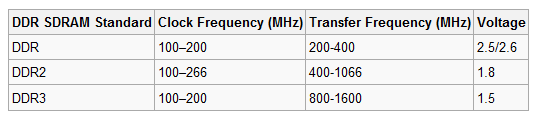 DDR SDRAM Standard Clock Frequency (MHz) Transfer Frequency (MHz) Voltage
DDR 100–200 200-400 2.5/2.6
DDR2 100–266 400-1066 1.8
DDR3 100–200 800-1600 1.5